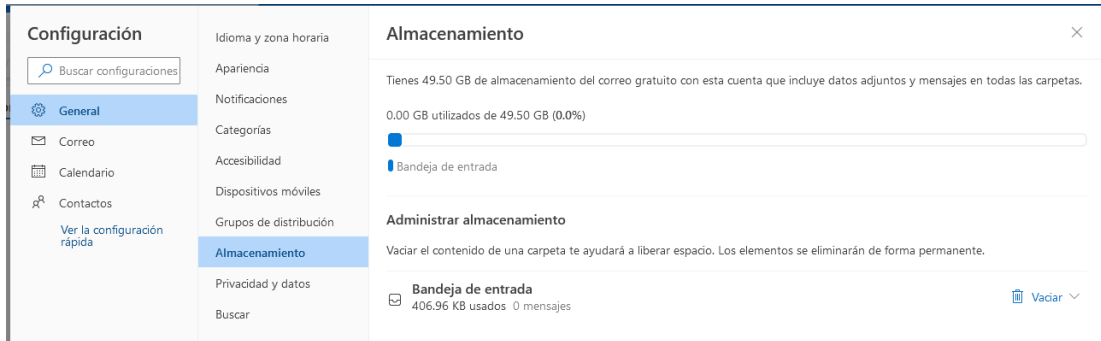 Configuración
Buscar configuraciones
General
Correo
Calendario
Contactos
Ver la configuración
rápida
Idioma y zona horaria
Apariencia
Notificaciones
Categorías
Accesibilidad
Dispositivos móviles
Grupos de distribución
Almacenamiento
Privacidad y datos
Buscar
Almacenamiento
Tienes 49.50 GB de almacenamiento del correo gratuito con esta cuenta que incluye datos adjuntos y mensajes en todas las carpetas.
0.00 GB utilizados de 49.50 GB (0.0%)
Bandeja de entrada
Administrar almacenamiento
Vaciar el contenido de una carpeta te ayudará a liberar espacio. Los elementos se eliminarán de forma permanente.
Bandeja de entrada
406.96 KB usados 0 mensajes
Vaciar